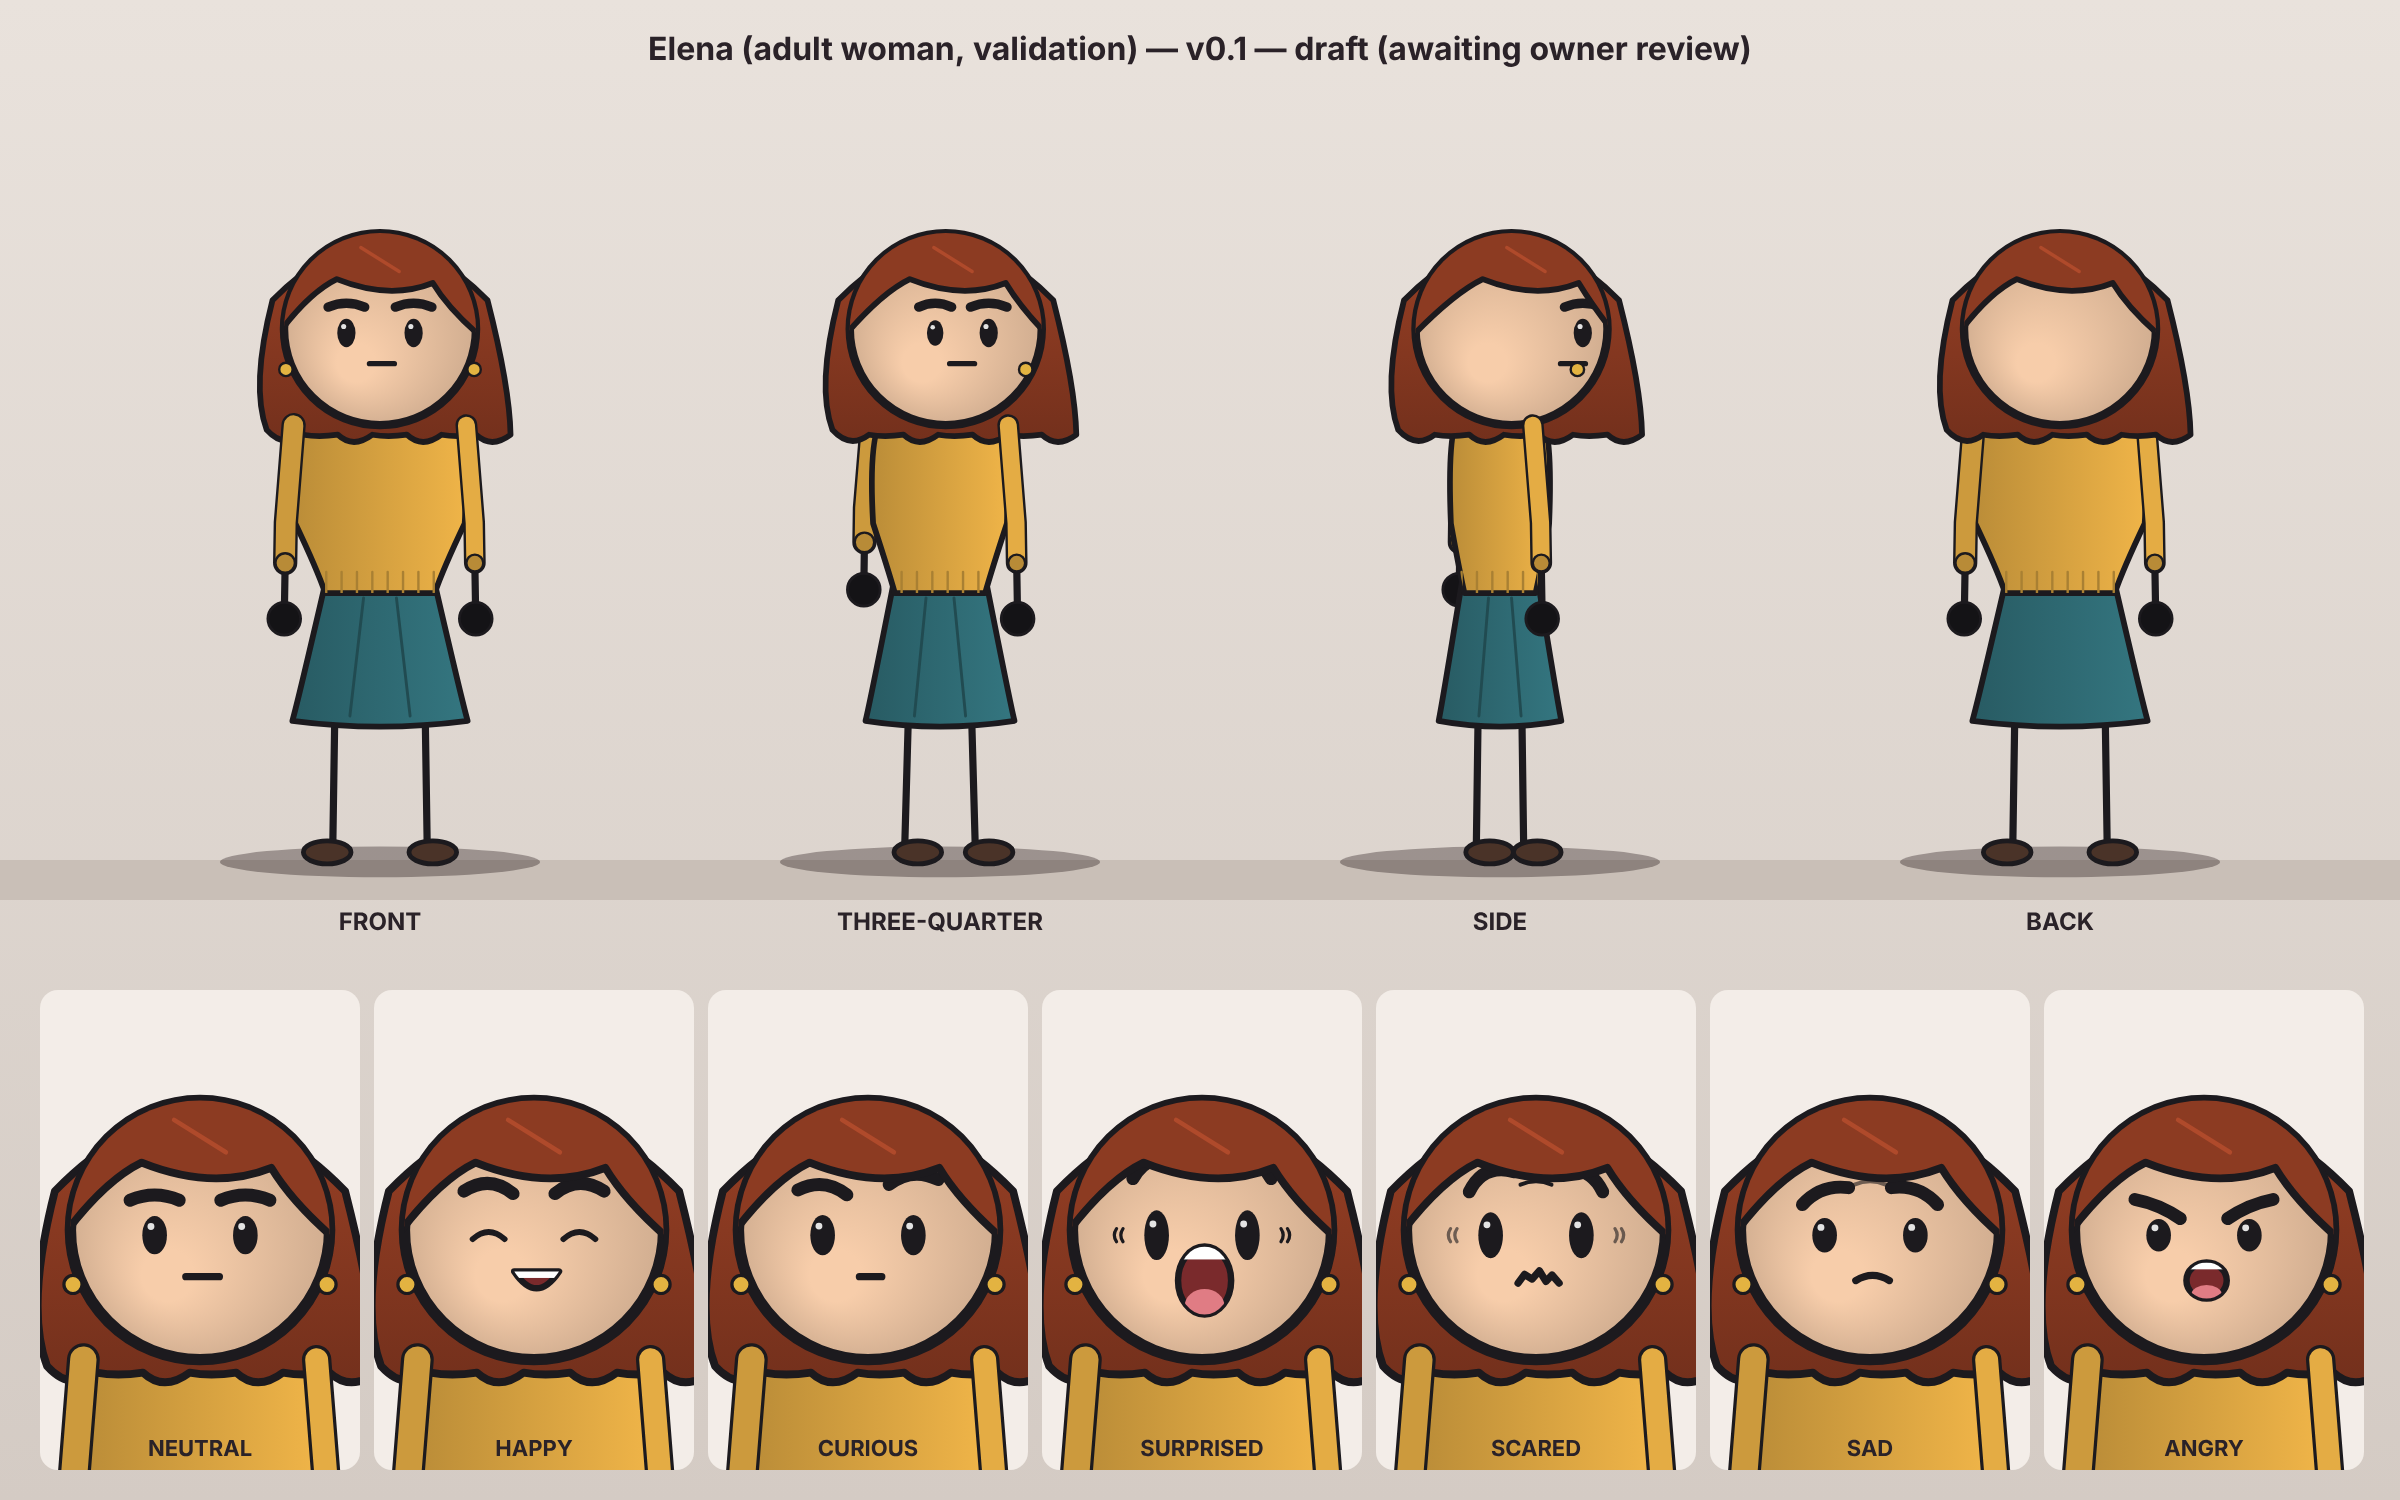 Elena (adult woman, validation) — v0.1 — draft (awaiting owner review)
FRONT
THREE-QUARTER
SIDE
BACK
NEUTRAL
HAPPY
CURIOUS
SURPRISED
SCARED
SAD
ANGRY